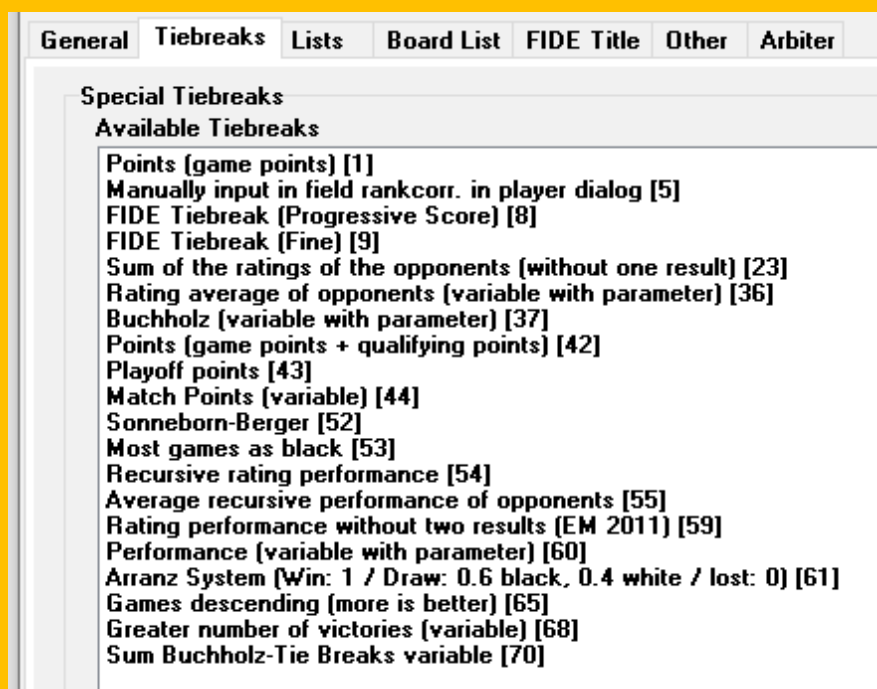 General Tiebreaks Lists Board List FIDE Title Other Arbiter
Special Tiebreaks
Available Tiebreaks
Points (game points) [1]
Manually input in field rankcorr. in player dialog [5]
FIDE Tiebreak (Progressive Score) [8]
FIDE Tiebreak (Fine) [9]
Sum of the ratings of the opponents (without one result) [23]
Rating average of opponents (variable with parameter) [36]
Buchholz (variable with parameter) [37]
Points (game points + qualifying points) [42]
Playoff points [43]
Match Points (variable) [44]
Sonneborn-Berger [52]
Most games as black [53]
Recursive rating performance [54]
Average recursive performance of opponents [55]
Rating performance without two results (EM 2011) [59]
Performance (variable with parameter) [60]
Arranz System (Win: 1 / Draw: 0.6 black, 0.4 white / lost: 0) [61]
Games descending (more is better) [65]
Greater number of victories (variable) [68]
Sum Buchholz-Tie Breaks variable [70]